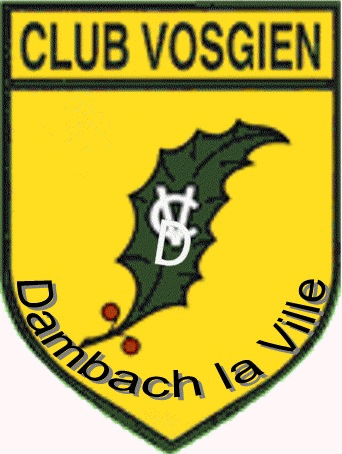 CLUB VOSGIEN
CV
D
Dambach la Ville